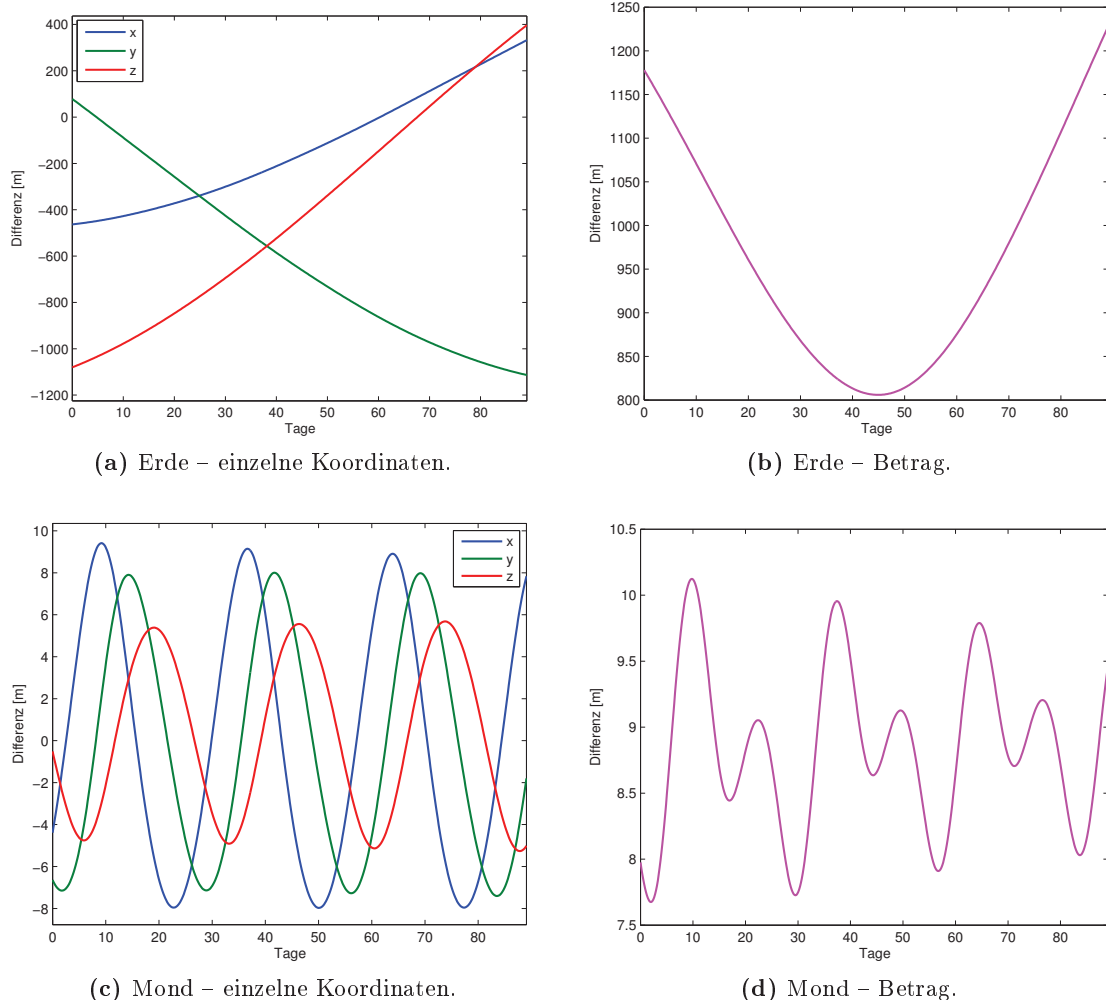 400
200
0
−200
−400
−600
−800
−1000
−1200
Differenz [m]
x
y
z
0 10 20 30 40 50 60 70 80
Tage
(a) Erde – einzelne Koordinaten.
1250
1200
1150
1100
1050
1000
950
900
850
800
Differenz [m]
0 10 20 30 40 50 60 70 80
Tage
(b) Erde – Betrag.
10
8
6
4
2
0
−2
−4
−6
−8
Differenz [m]
x
y
z
0 10 20 30 40 50 60 70 80
Tage
(c) Mond – einzelne Koordinaten.
10.5
10
9.5
9
8.5
8
7.5
Differenz [m]
0 10 20 30 40 50 60 70 80
Tage
(d) Mond – Betrag.